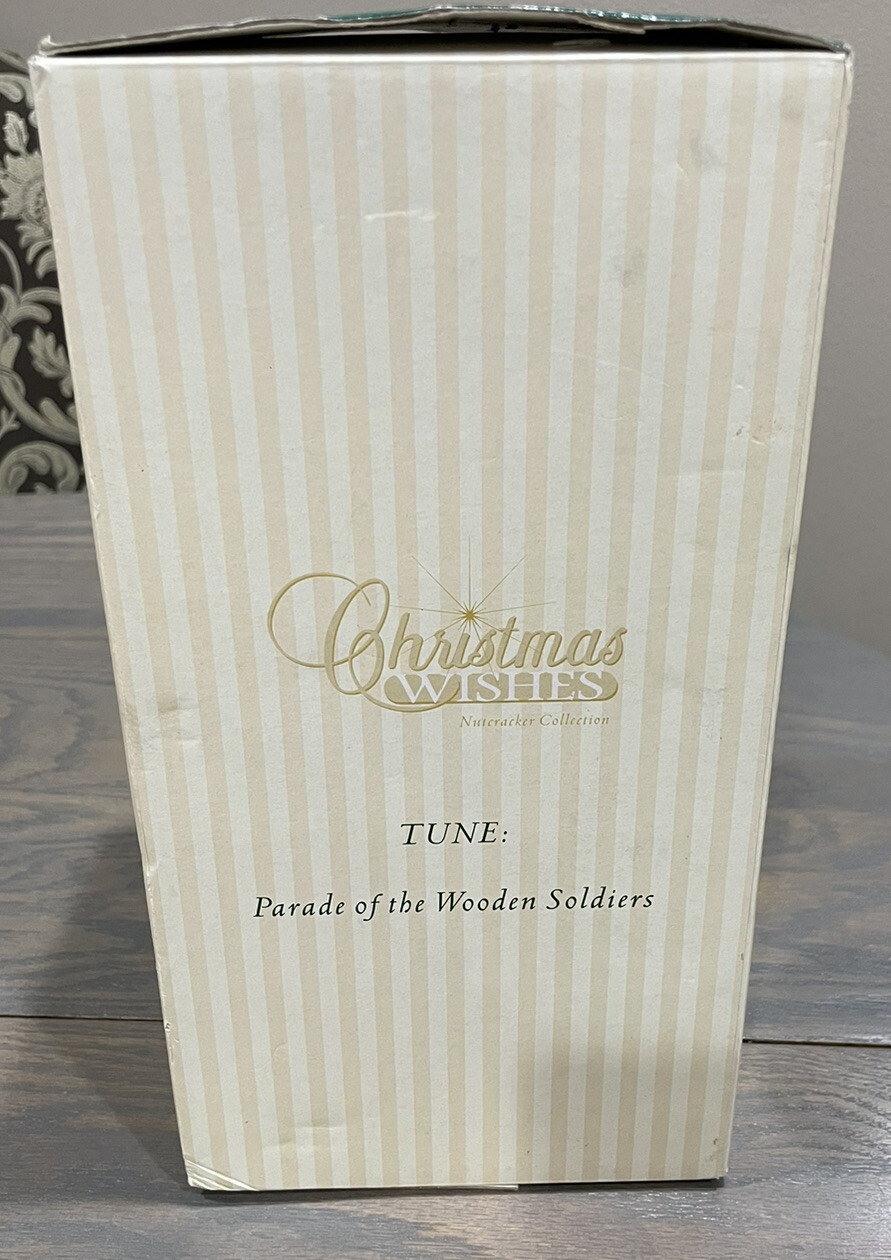 Christmas
WISHES
Nutcracker Collection
TUNE:
Parade of the Wooden Soldiers